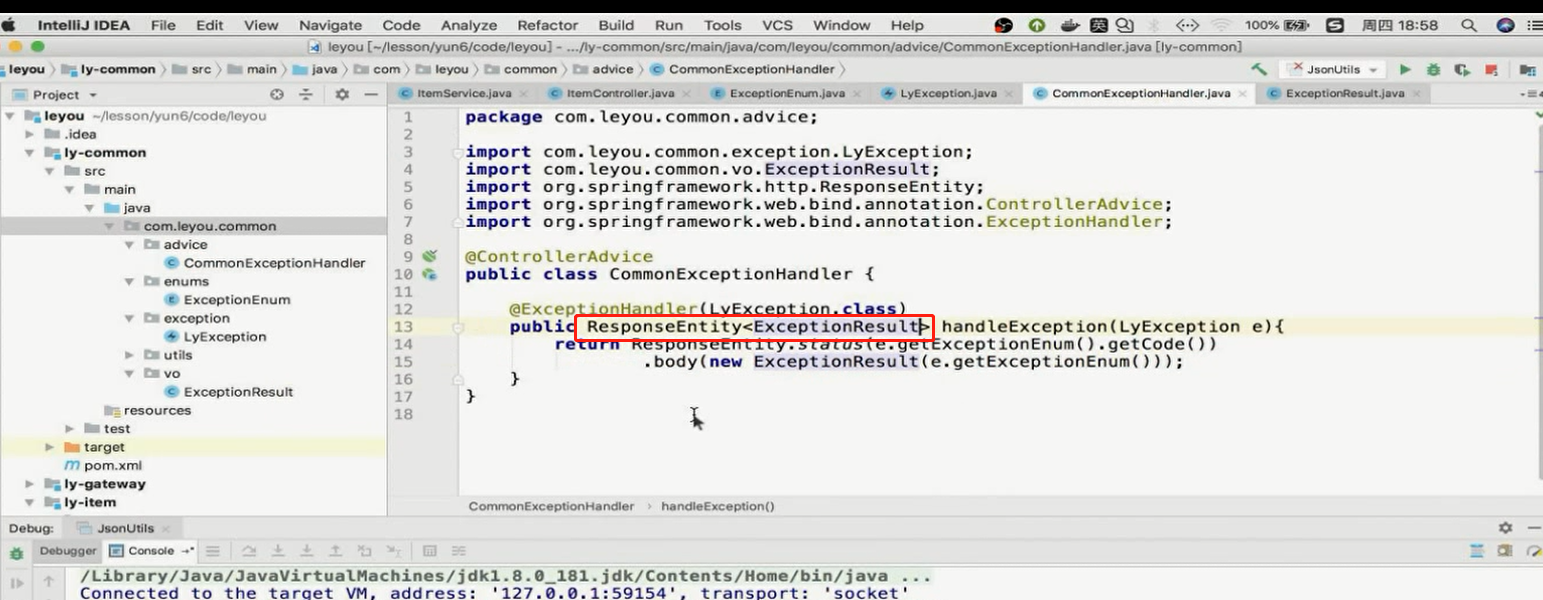 IntelliJ IDEA File Edit View Navigate Code Analyze Refactor Build Run Tools VCS Window Help 英 100% 周四 18:58
leyou [~/lesson/yun6/code/leyou] - .../ly-common/src/main/java/com/leyou/common/advice/CommonExceptionHandler.java [ly-common]
leyou ly-common src main java com leyou common advice CommonExceptionHandler JsonUtils
Project ItemService.java ItemController.java ExceptionEnum.java LyException.java CommonExceptionHandler.java ExceptionResult.java
leyou ~/lesson/yun6/code/leyou
.idea
ly-common
src
main
java
com.leyou.common
advice
CommonExceptionHandler
enums
ExceptionEnum
exception
LyException
utils
vo
ExceptionResult
resources
test
target
pom.xml
ly-gateway
ly-item
1 package com.leyou.common.advice;
2
3 import com.leyou.common.exception.LyException;
4 import com.leyou.common.vo.ExceptionResult;
5 import org.springframework.http.ResponseEntity;
6 import org.springframework.web.bind.annotation.ControllerAdvice;
7 import org.springframework.web.bind.annotation.ExceptionHandler;
8
9 @ControllerAdvice
10 public class CommonExceptionHandler {
11
12 @ExceptionHandler(LyException.class)
13 public ResponseEntity<ExceptionResult> handleException(LyException e){
14 return ResponseEntity.status(e.getExceptionEnum().getCode())
15 .body(new ExceptionResult(e.getExceptionEnum()));
16 }
17 }
18
CommonExceptionHandler › handleException()
Debug: JsonUtils
Debugger Console
/Library/Java/JavaVirtualMachines/jdk1.8.0_181.jdk/Contents/Home/bin/java ...
Connected to the target VM, address: '127.0.0.1:59154', transport: 'socket'